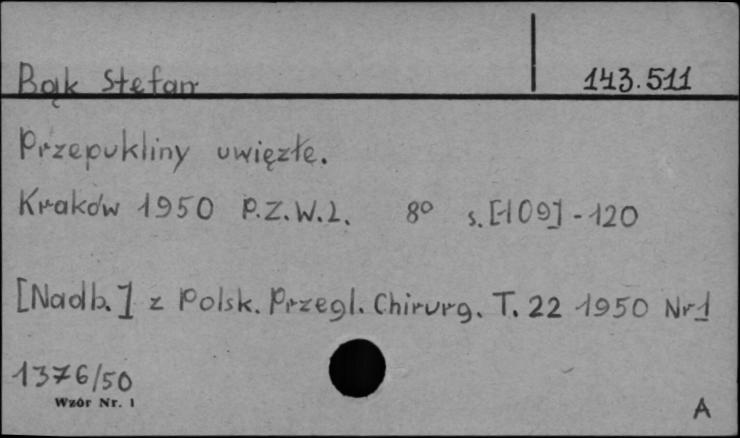 Bąk Stefan 143.511
Przepukliny uwięzłe.
Kraków 1950 P.Z.W.L. 8° s.[109]-120
[Nadb.] z Polsk. Przegl. Chirurg. T. 22 1950 Nr 1
1376/50
Wzór Nr. 1
A